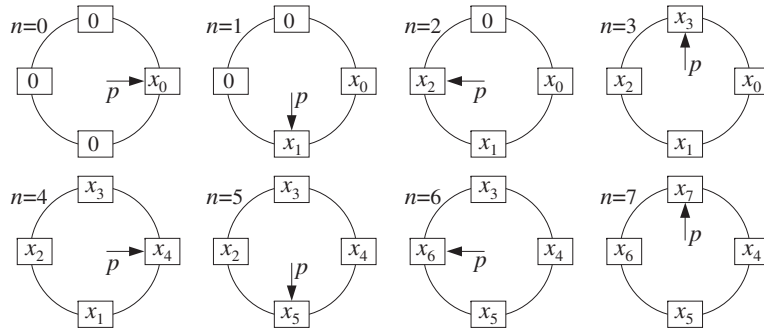 n=0 0 n=1 0 n=2 0 n=3 x₃
0 p x₀ 0 p x₀ x₂ p x₀ x₂ p x₀
0 x₁ x₁ x₁
n=4 x₃ n=5 x₃ n=6 x₃ n=7 x₇
x₂ p x₄ x₂ p x₄ x₆ p x₄ x₆ p x₄
x₁ x₅ x₅ x₅